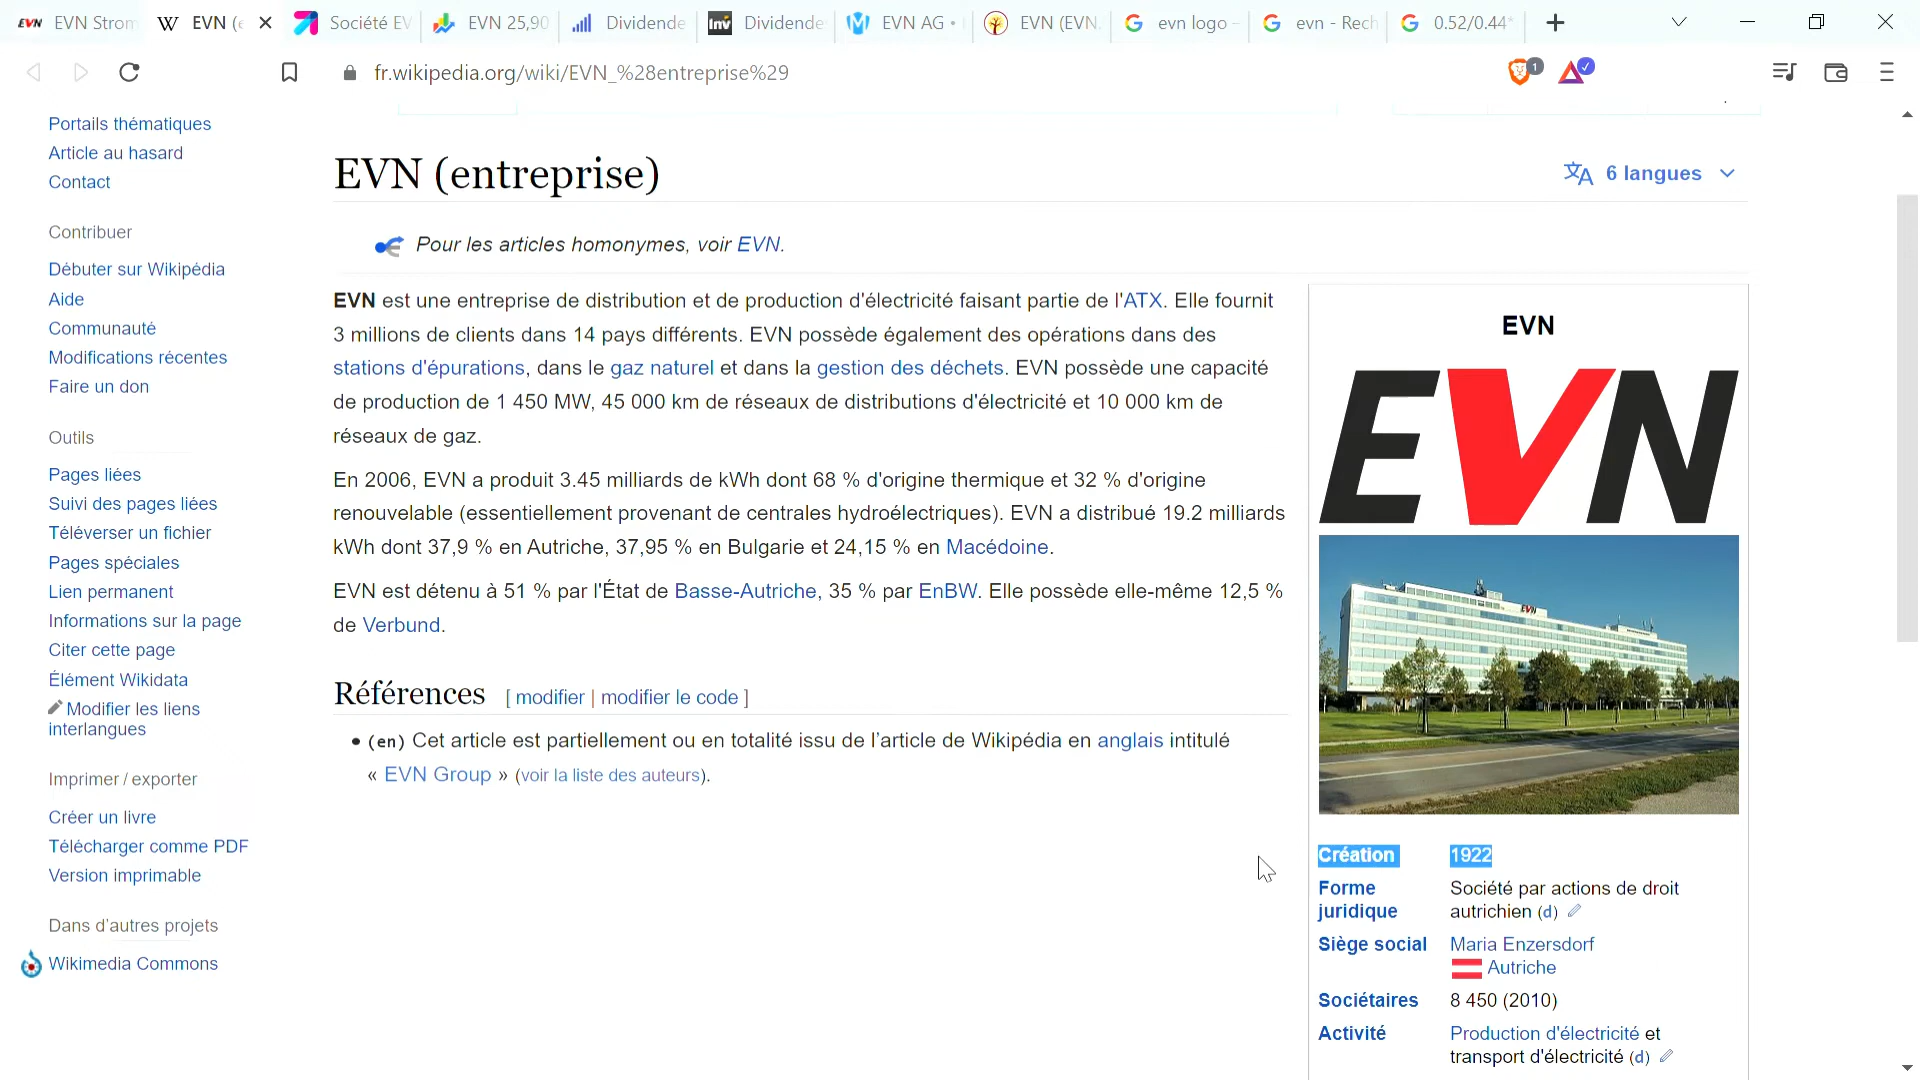 EVN Strom
EVN (e
Société EV
EVN 25,90
Dividende
Dividende
EVN AG •
EVN (EVN.
evn logo -
evn - Rech
0.52/0.44*
fr.wikipedia.org/wiki/EVN_%28entreprise%29
1
Portails thématiques
Article au hasard
Contact
Contribuer
Débuter sur Wikipédia
Aide
Communauté
Modifications récentes
Faire un don
Outils
Pages liées
Suivi des pages liées
Téléverser un fichier
Pages spéciales
Lien permanent
Informations sur la page
Citer cette page
Élément Wikidata
Modifier les liens
interlangues
Imprimer / exporter
Créer un livre
Télécharger comme PDF
Version imprimable
Dans d'autres projets
Wikimedia Commons
EVN (entreprise)
6 langues
Pour les articles homonymes, voir EVN.
EVN est une entreprise de distribution et de production d'électricité faisant partie de l'ATX. Elle fournit
3 millions de clients dans 14 pays différents. EVN possède également des opérations dans des
stations d'épurations, dans le gaz naturel et dans la gestion des déchets. EVN possède une capacité
de production de 1 450 MW, 45 000 km de réseaux de distributions d'électricité et 10 000 km de
réseaux de gaz.
En 2006, EVN a produit 3.45 milliards de kWh dont 68 % d'origine thermique et 32 % d'origine
renouvelable (essentiellement provenant de centrales hydroélectriques). EVN a distribué 19.2 milliards
kWh dont 37,9 % en Autriche, 37,95 % en Bulgarie et 24,15 % en Macédoine.
EVN est détenu à 51 % par l'État de Basse-Autriche, 35 % par EnBW. Elle possède elle-même 12,5 %
de Verbund.
Références [ modifier | modifier le code ]
• (en) Cet article est partiellement ou en totalité issu de l'article de Wikipédia en anglais intitulé
« EVN Group » (voir la liste des auteurs).
EVN
EVN
EVN
Création 1922
Forme juridique Société par actions de droit
autrichien (d)
Siège social Maria Enzersdorf
Autriche
Sociétaires 8 450 (2010)
Activité Production d'électricité et
transport d'électricité (d)